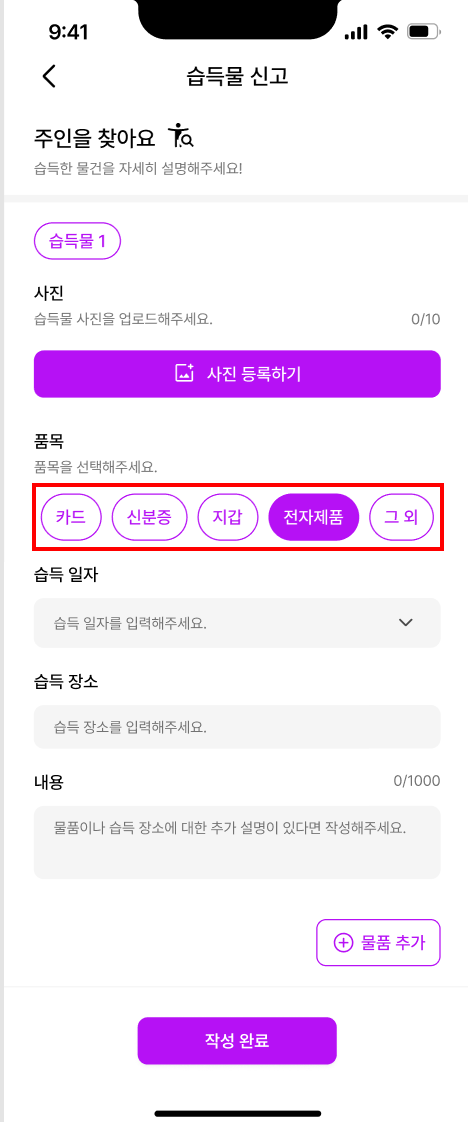 9:41
습득물 신고
주인을 찾아요
습득한 물건을 자세히 설명해주세요!
습득물 1
사진
습득물 사진을 업로드해주세요. 0/10
사진 등록하기
품목
품목을 선택해주세요.
카드 신분증 지갑 전자제품 그 외
습득 일자
습득 일자를 입력해주세요.
습득 장소
습득 장소를 입력해주세요.
내용 0/1000
물품이나 습득 장소에 대한 추가 설명이 있다면 작성해주세요.
물품 추가
작성 완료